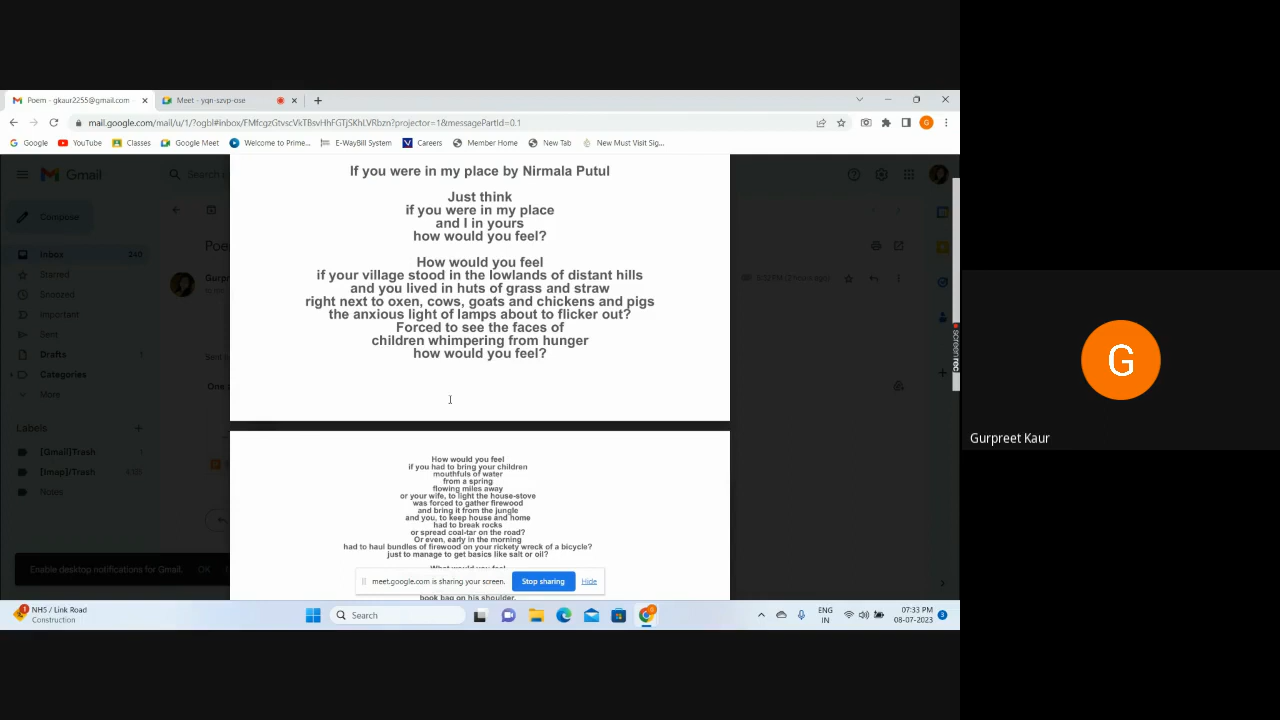 Poem - gkaur2255@gmail.com
Meet - yqn-szvp-ose
Google
YouTube
Classes
Google Meet
Welcome to Prime...
E-WayBill System
Careers
Member Home
New Tab
New Must Visit Sig...
Gmail
Compose
Inbox 240
Starred
Snoozed
Important
Sent
Drafts 1
Categories
More
Labels
[Gmail]Trash 1
[Imap]/Trash
Notes
If you were in my place by Nirmala Putul
Just think
if you were in my place
and I in yours
how would you feel?
How would you feel
if your village stood in the lowlands of distant hills
and you lived in huts of grass and straw
right next to oxen, cows, goats and chickens and pigs
the anxious light of lamps about to flicker out?
Forced to see the faces of
children whimpering from hunger
how would you feel?
How would you feel
if you had to bring your children
mouthfuls of water
from a spring
flowing miles away
or your wife, to light the house-stove
was forced to gather firewood
and bring it from the jungle
and you, to keep house and home
had to break rocks
or spread coal-tar on the road?
Or even, early in the morning
had to haul bundles of firewood on your rickety wreck of a bicycle?
just to manage to get basics like salt or oil?
meet.google.com is sharing your screen.
Stop sharing
Hide
book bag on his shoulder,
Enable desktop notifications for Gmail. OK
screenrec
G
Gurpreet Kaur
NH5 / Link Road
Construction
Search
ENG
IN
07:33 PM
08-07-2023
3